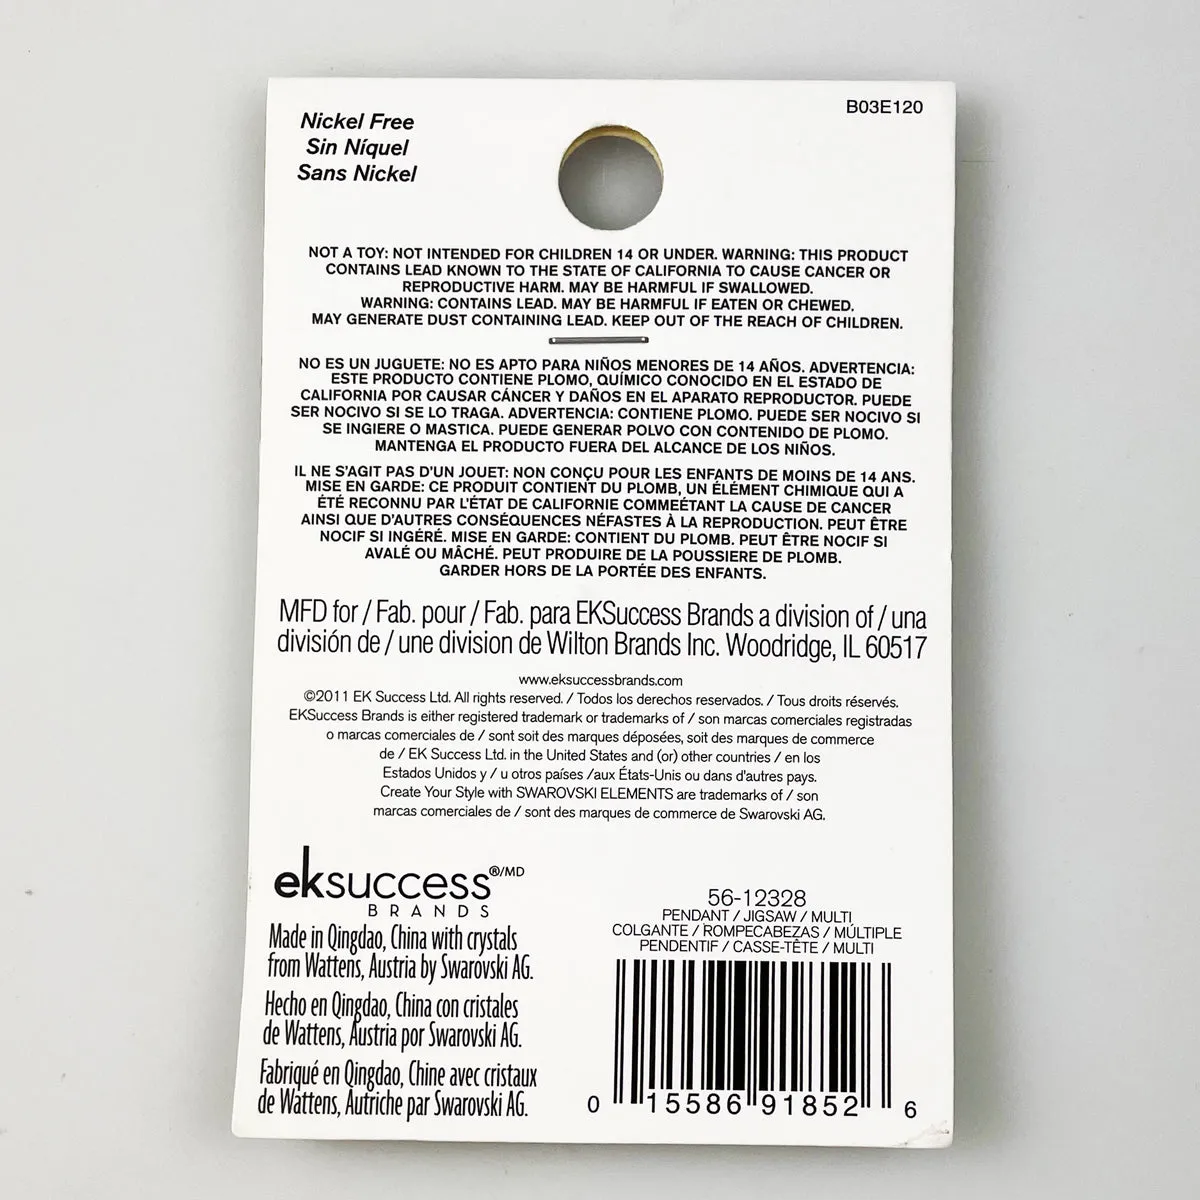 Nickel Free
Sin Níquel
Sans Nickel
B03E120
NOT A TOY: NOT INTENDED FOR CHILDREN 14 OR UNDER. WARNING: THIS PRODUCT
CONTAINS LEAD KNOWN TO THE STATE OF CALIFORNIA TO CAUSE CANCER OR
REPRODUCTIVE HARM. MAY BE HARMFUL IF SWALLOWED.
WARNING: CONTAINS LEAD. MAY BE HARMFUL IF EATEN OR CHEWED.
MAY GENERATE DUST CONTAINING LEAD. KEEP OUT OF THE REACH OF CHILDREN.
NO ES UN JUGUETE: NO ES APTO PARA NIÑOS MENORES DE 14 AÑOS. ADVERTENCIA:
ESTE PRODUCTO CONTIENE PLOMO, QUÍMICO CONOCIDO EN EL ESTADO DE
CALIFORNIA POR CAUSAR CÁNCER Y DAÑOS EN EL APARATO REPRODUCTOR. PUEDE
SER NOCIVO SI SE LO TRAGA. ADVERTENCIA: CONTIENE PLOMO. PUEDE SER NOCIVO SI
SE INGIERE O MASTICA. PUEDE GENERAR POLVO CON CONTENIDO DE PLOMO.
MANTENGA EL PRODUCTO FUERA DEL ALCANCE DE LOS NIÑOS.
IL NE S'AGIT PAS D'UN JOUET: NON CONÇU POUR LES ENFANTS DE MOINS DE 14 ANS.
MISE EN GARDE: CE PRODUIT CONTIENT DU PLOMB, UN ÉLÉMENT CHIMIQUE QUI A
ÉTÉ RECONNU PAR L'ÉTAT DE CALIFORNIE COMMEÉTANT LA CAUSE DE CANCER
AINSI QUE D'AUTRES CONSÉQUENCES NÉFASTES À LA REPRODUCTION. PEUT ÊTRE
NOCIF SI INGÉRÉ. MISE EN GARDE: CONTIENT DU PLOMB. PEUT ÊTRE NOCIF SI
AVALÉ OU MÂCHÉ. PEUT PRODUIRE DE LA POUSSIERE DE PLOMB.
GARDER HORS DE LA PORTÉE DES ENFANTS.
MFD for / Fab. pour / Fab. para EKSuccess Brands a division of / una
división de / une division de Wilton Brands Inc. Woodridge, IL 60517
www.eksuccessbrands.com
©2011 EK Success Ltd. All rights reserved. / Todos los derechos reservados. / Tous droits réservés.
EKSuccess Brands is either registered trademark or trademarks of / son marcas comerciales registradas
o marcas comerciales de / sont soit des marques déposées, soit des marques de commerce
de / EK Success Ltd. in the United States and (or) other countries / en los
Estados Unidos y / u otros países /aux États-Unis ou dans d'autres pays.
Create Your Style with SWAROVSKI ELEMENTS are trademarks of / son
marcas comerciales de / sont des marques de commerce de Swarovski AG.
eksuccess®/MD
BRANDS
Made in Qingdao, China with crystals
from Wattens, Austria by Swarovski AG.
Hecho en Qingdao, China con cristales
de Wattens, Austria por Swarovski AG.
Fabriqué en Qingdao, Chine avec cristaux
de Wattens, Autriche par Swarovski AG.
56-12328
PENDANT / JIGSAW / MULTI
COLGANTE / ROMPECABEZAS / MÚLTIPLE
PENDENTIF / CASSE-TÊTE / MULTI
0 15586 91852 6